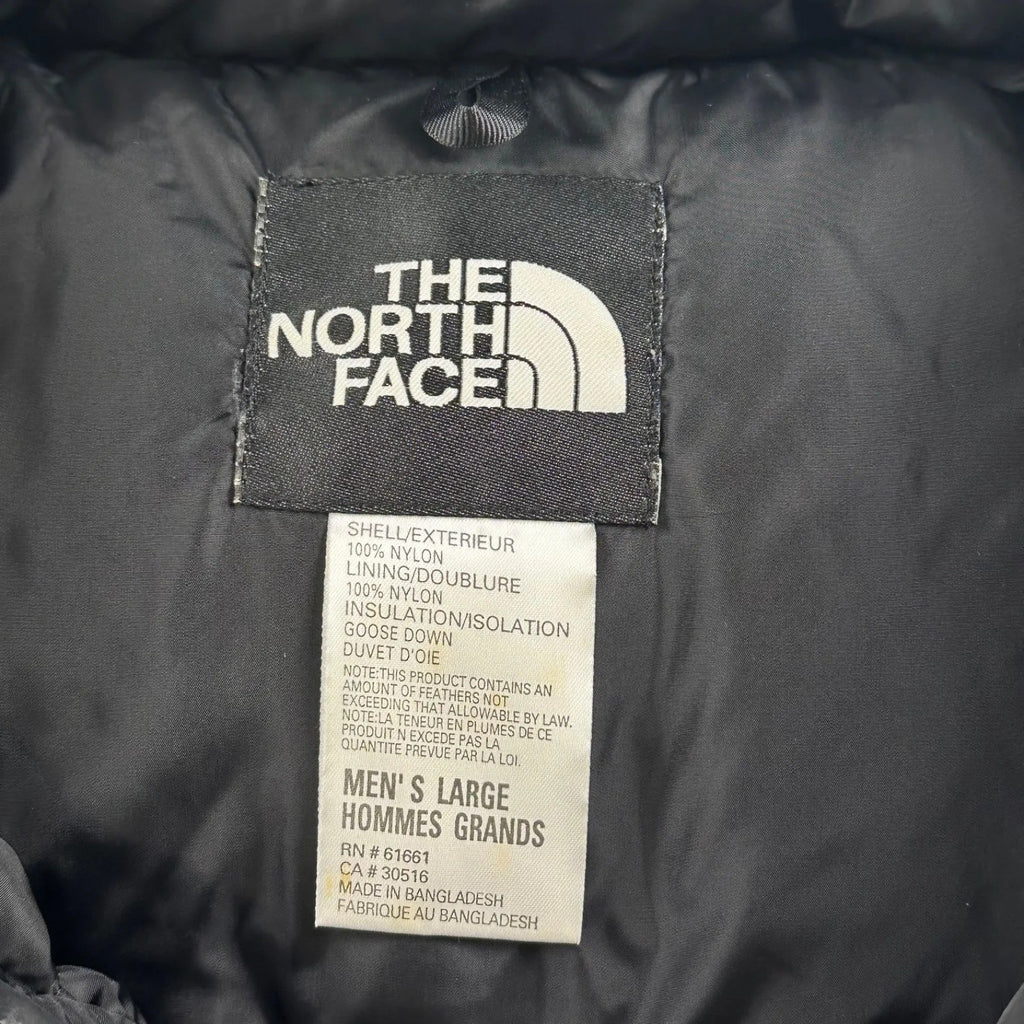 THE
NORTH
FACE
SHELL/EXTERIEUR
100% NYLON
LINING/DOUBLURE
100% NYLON
INSULATION/ISOLATION
GOOSE DOWN
DUVET D'OIE
NOTE:THIS PRODUCT CONTAINS AN
AMOUNT OF FEATHERS NOT
EXCEEDING THAT ALLOWABLE BY LAW.
NOTE:LA TENEUR EN PLUMES DE CE
PRODUIT N EXCEDE PAS LA
QUANTITE PREVUE PAR LA LOI.
MEN'S LARGE
HOMMES GRANDS
RN # 61661
CA # 30516
MADE IN BANGLADESH
FABRIQUE AU BANGLADESH